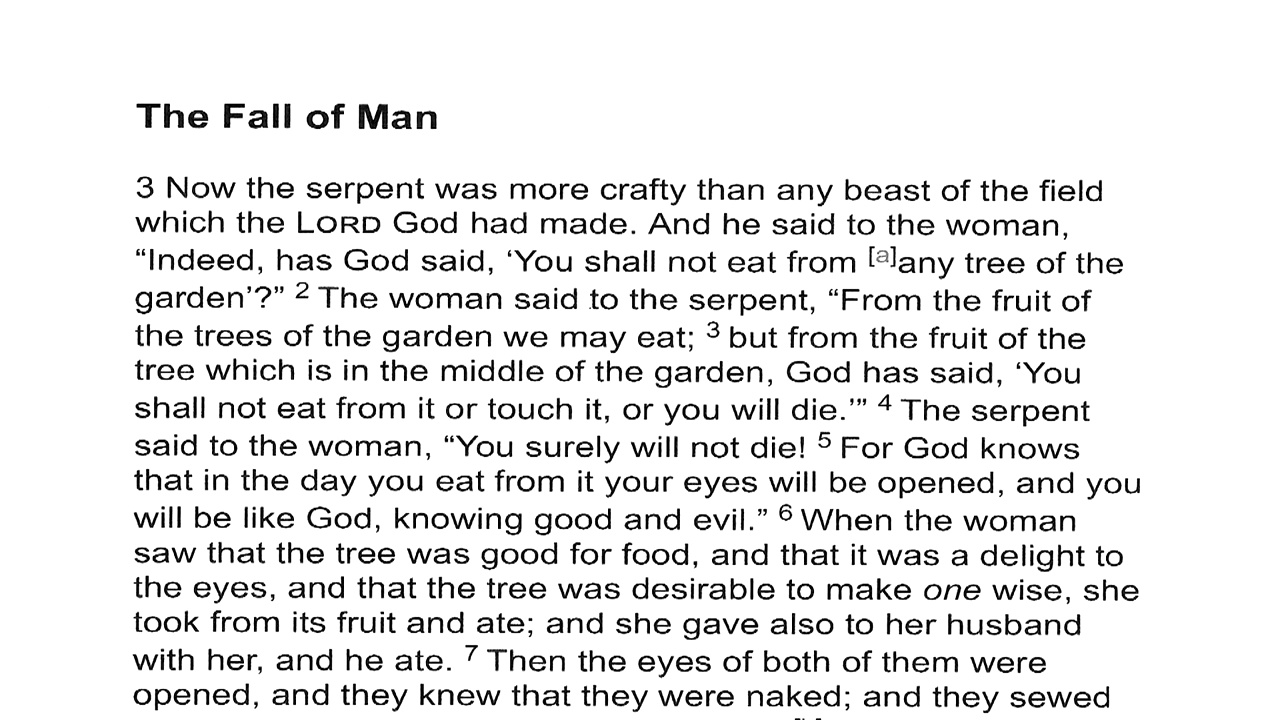 The Fall of Man
3 Now the serpent was more crafty than any beast of the field
which the LORD God had made. And he said to the woman,
“Indeed, has God said, ‘You shall not eat from [a]any tree of the
garden’?” 2 The woman said to the serpent, “From the fruit of
the trees of the garden we may eat; 3 but from the fruit of the
tree which is in the middle of the garden, God has said, ‘You
shall not eat from it or touch it, or you will die.’” 4 The serpent
said to the woman, “You surely will not die! 5 For God knows
that in the day you eat from it your eyes will be opened, and you
will be like God, knowing good and evil.” 6 When the woman
saw that the tree was good for food, and that it was a delight to
the eyes, and that the tree was desirable to make one wise, she
took from its fruit and ate; and she gave also to her husband
with her, and he ate. 7 Then the eyes of both of them were
opened, and they knew that they were naked; and they sewed